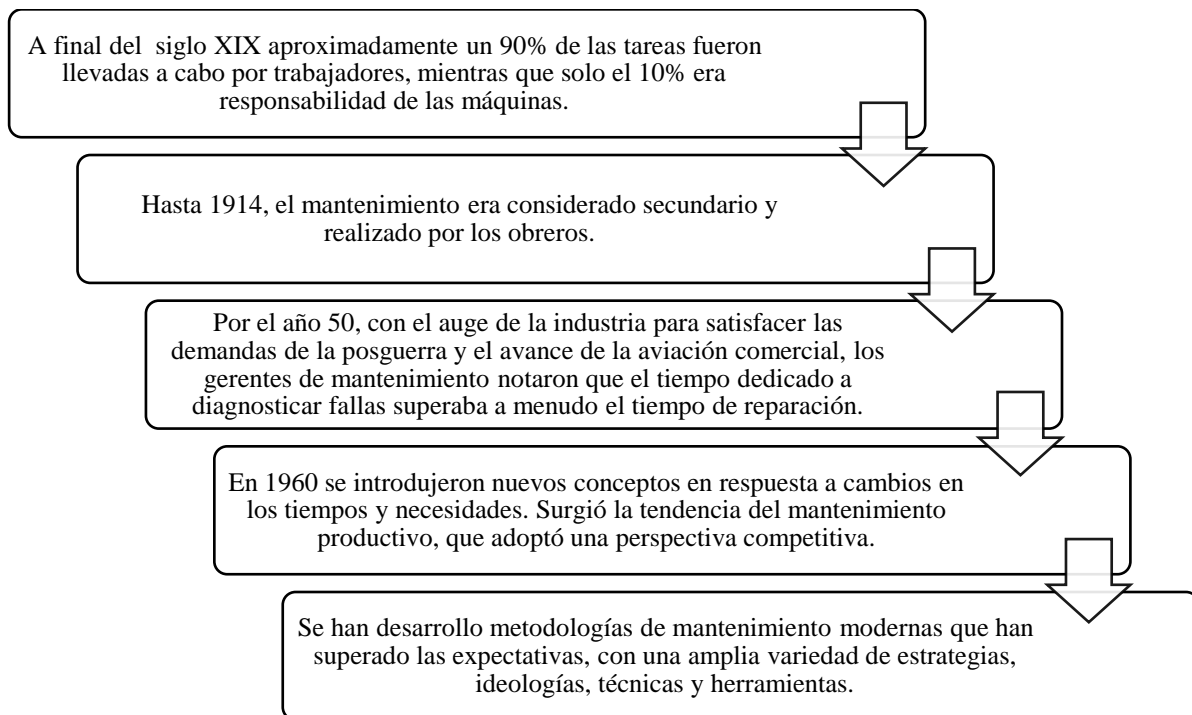 A final del  siglo XIX aproximadamente un 90% de las tareas fueron
llevadas a cabo por trabajadores, mientras que solo el 10% era
responsabilidad de las máquinas.
Hasta 1914, el mantenimiento era considerado secundario y
realizado por los obreros.
Por el año 50, con el auge de la industria para satisfacer las
demandas de la posguerra y el avance de la aviación comercial, los
gerentes de mantenimiento notaron que el tiempo dedicado a
diagnosticar fallas superaba a menudo el tiempo de reparación.
En 1960 se introdujeron nuevos conceptos en respuesta a cambios en
los tiempos y necesidades. Surgió la tendencia del mantenimiento
productivo, que adoptó una perspectiva competitiva.
Se han desarrollo metodologías de mantenimiento modernas que han
superado las expectativas, con una amplia variedad de estrategias,
ideologías, técnicas y herramientas.